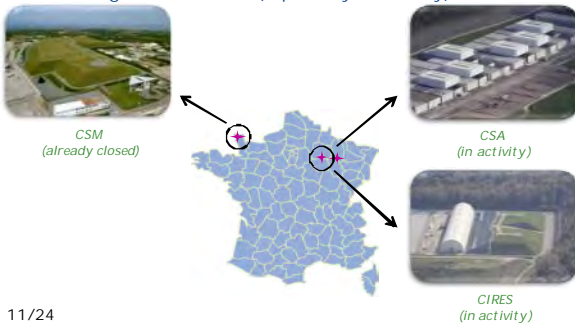 CSM
(already closed)
CSA
(in activity)
CIRES
(in activity)
11/24